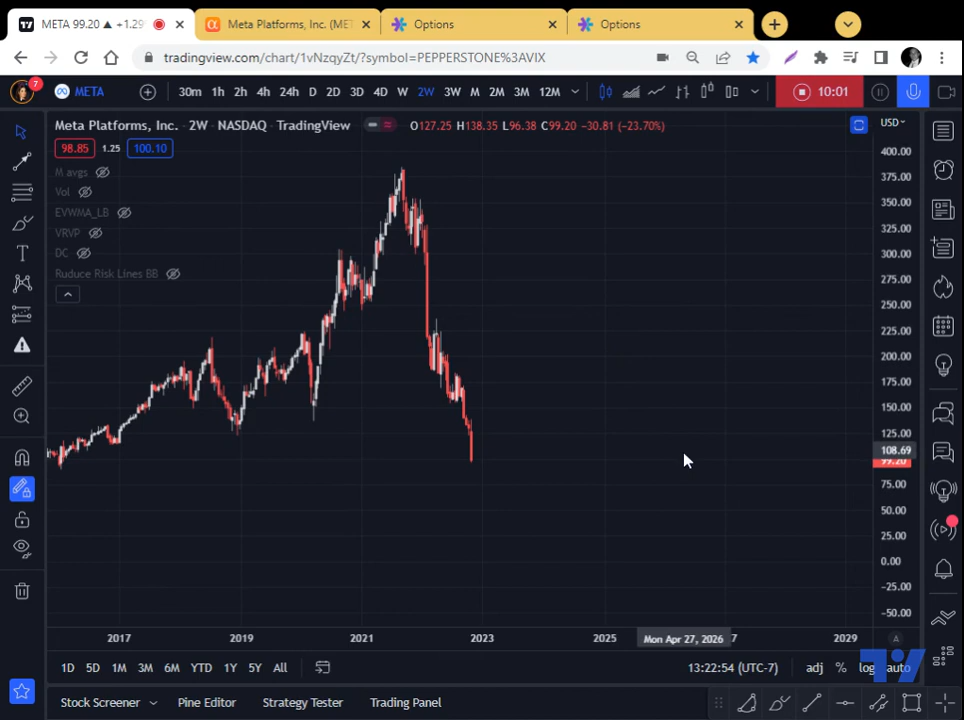 META 99.20 ▲ +1.29
Meta Platforms, Inc. (MET
Options
Options
tradingview.com/chart/1vNzqyZt/?symbol=PEPPERSTONE%3AVIX
7
META
30m 1h 2h 4h 24h D 2D 3D 4D W 2W 3W M 2M 3M 12M
10:01
Meta Platforms, Inc. · 2W · NASDAQ · TradingView
O127.25 H138.35 L96.38 C99.20 −30.81 (−23.70%)
USD
98.85 1.25 100.10
M avgs
Vol
EVWMA_LB
VRVP
DC
Ruduce Risk Lines BB
400.00
375.00
350.00
325.00
300.00
275.00
250.00
225.00
200.00
175.00
150.00
125.00
108.69
99.20
75.00
50.00
25.00
0.00
−25.00
−50.00
2017 2019 2021 2023 2025 Mon Apr 27, 2026 7 2029 A
1D 5D 1M 3M 6M YTD 1Y 5Y All
13:22:54 (UTC-7) adj % log auto
Stock Screener Pine Editor Strategy Tester Trading Panel